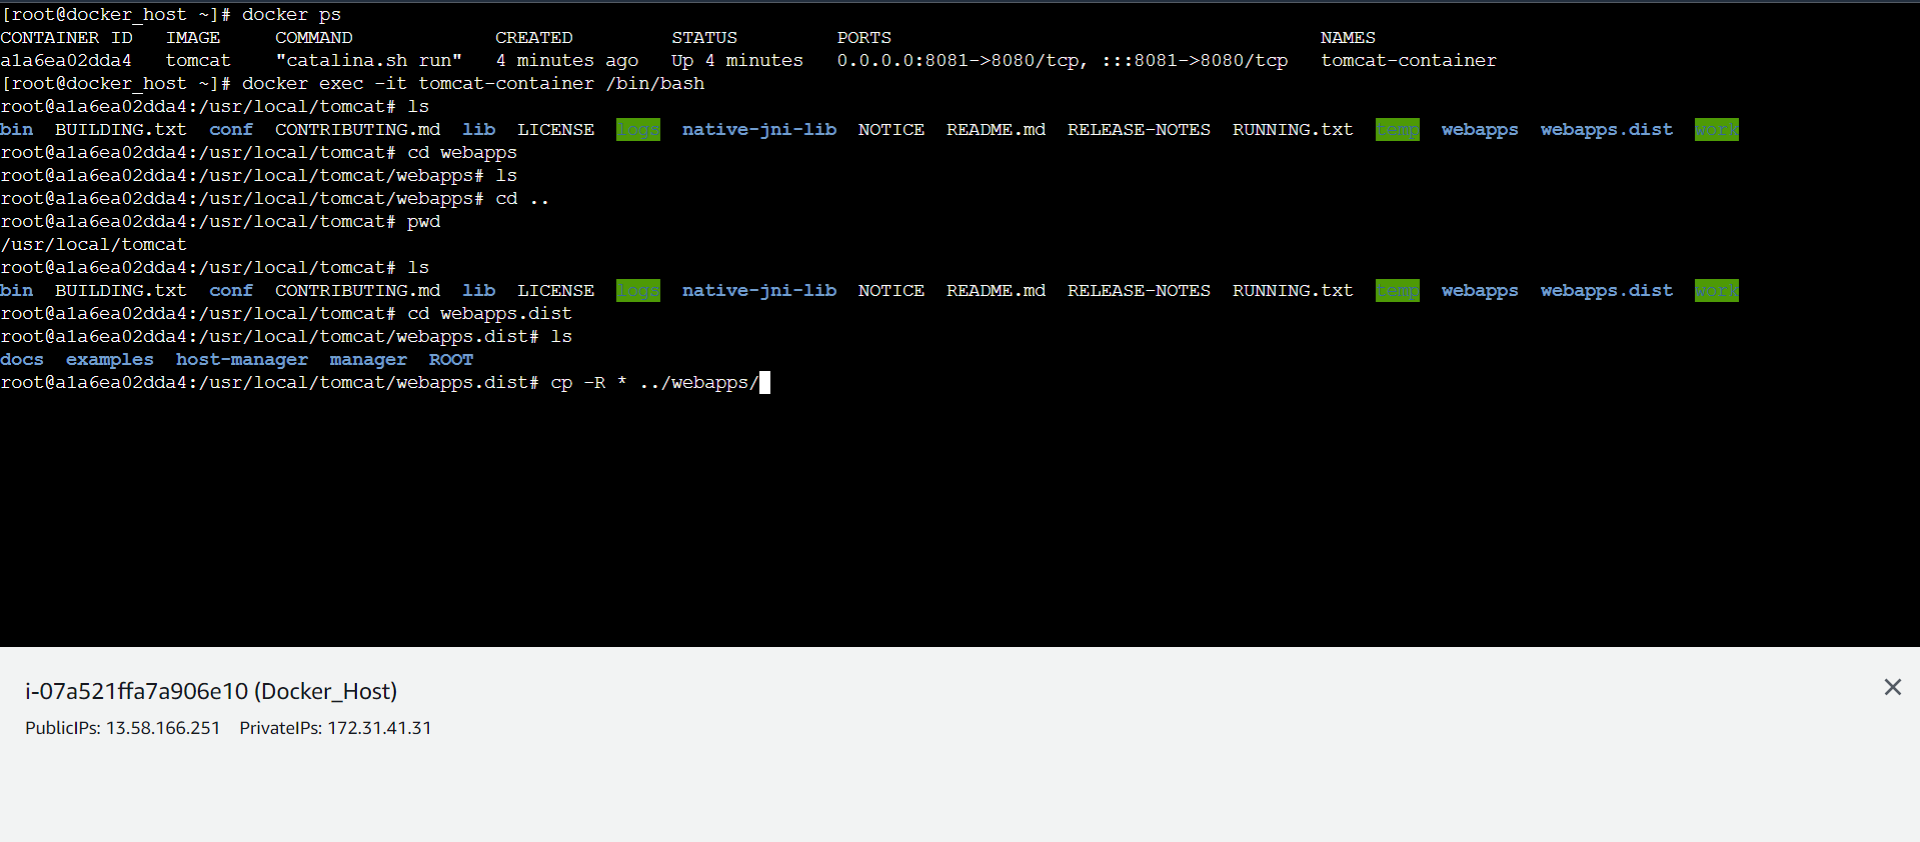 [root@docker_host ~]# docker ps
CONTAINER ID   IMAGE     COMMAND             CREATED         STATUS         PORTS                                       NAMES
a1a6ea02dda4   tomcat    "catalina.sh run"   4 minutes ago   Up 4 minutes   0.0.0.0:8081->8080/tcp, :::8081->8080/tcp   tomcat-container
[root@docker_host ~]# docker exec -it tomcat-container /bin/bash
root@a1a6ea02dda4:/usr/local/tomcat# ls
bin  BUILDING.txt  conf  CONTRIBUTING.md  lib  LICENSE  logs  native-jni-lib  NOTICE  README.md  RELEASE-NOTES  RUNNING.txt  temp  webapps  webapps.dist  work
root@a1a6ea02dda4:/usr/local/tomcat# cd webapps
root@a1a6ea02dda4:/usr/local/tomcat/webapps# ls
root@a1a6ea02dda4:/usr/local/tomcat/webapps# cd ..
root@a1a6ea02dda4:/usr/local/tomcat# pwd
/usr/local/tomcat
root@a1a6ea02dda4:/usr/local/tomcat# ls
bin  BUILDING.txt  conf  CONTRIBUTING.md  lib  LICENSE  logs  native-jni-lib  NOTICE  README.md  RELEASE-NOTES  RUNNING.txt  temp  webapps  webapps.dist  work
root@a1a6ea02dda4:/usr/local/tomcat# cd webapps.dist
root@a1a6ea02dda4:/usr/local/tomcat/webapps.dist# ls
docs  examples  host-manager  manager  ROOT
root@a1a6ea02dda4:/usr/local/tomcat/webapps.dist# cp -R * ../webapps/
i-07a521ffa7a906e10 (Docker_Host)
PublicIPs: 13.58.166.251    PrivateIPs: 172.31.41.31